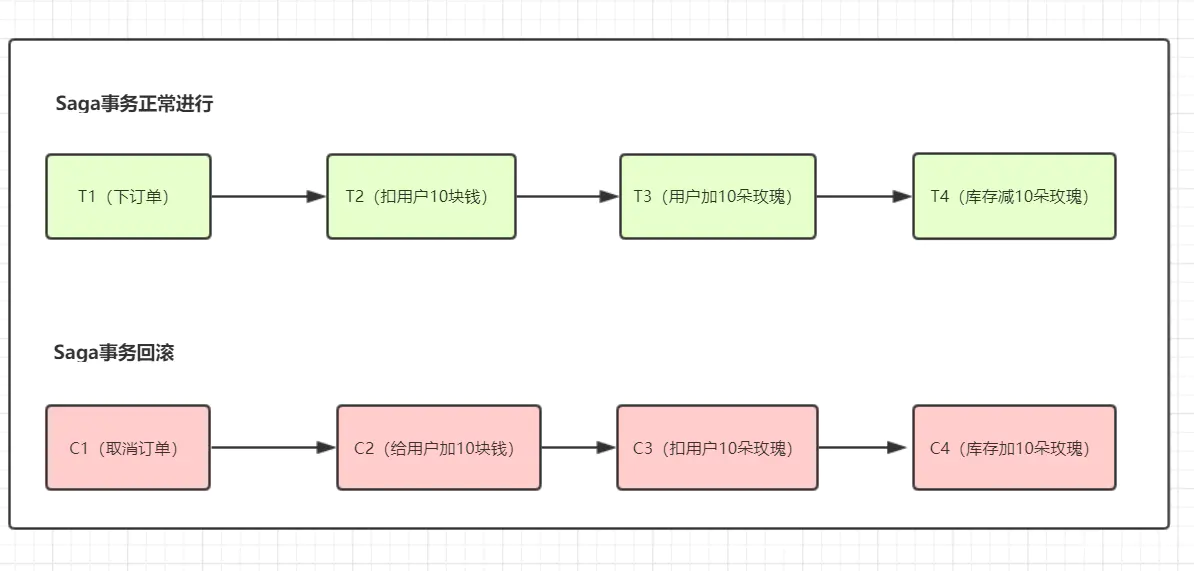 Saga事务正常进行
T1（下订单）
T2（扣用户10块钱）
T3（用户加10朵玫瑰）
T4（库存减10朵玫瑰）
Saga事务回滚
C1（取消订单）
C2（给用户加10块钱）
C3（扣用户10朵玫瑰）
C4（库存加10朵玫瑰）